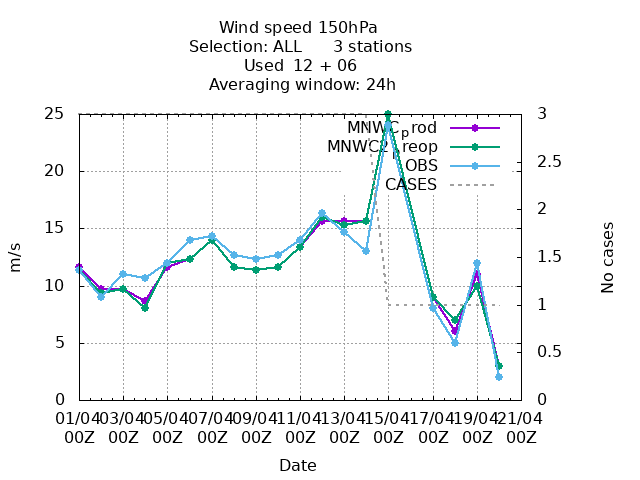 Wind speed 150hPa
Selection: ALL 3 stations
Used 12 + 06
Averaging window: 24h
25 3
MNWC_prod
MNWC2_preop
OBS
CASES
20 2.5
15 2
10 1.5
5 1
0.5
0 0
m/s
No cases
01/04 03/04 05/04 07/04 09/04 11/04 13/04 15/04 17/04 19/04 21/04
00Z 00Z 00Z 00Z 00Z 00Z 00Z 00Z 00Z 00Z 00Z
Date